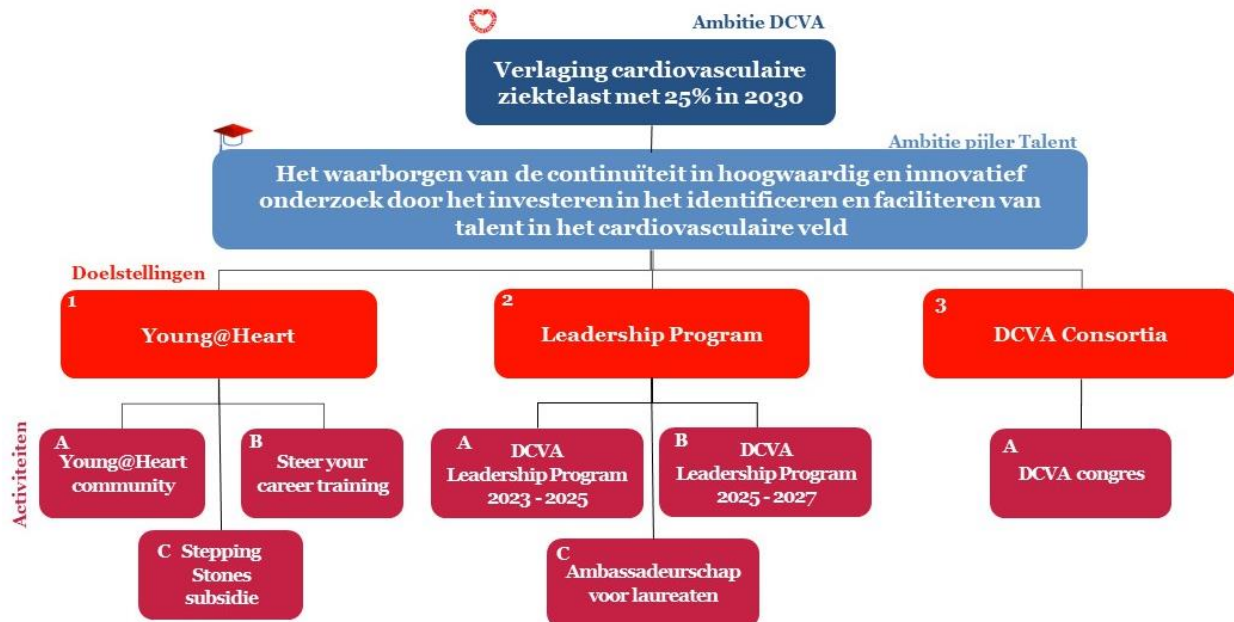 Ambitie DCVA
Verlaging cardiovasculaire
ziektelast met 25% in 2030
Ambitie pijler Talent
Het waarborgen van de continuïteit in hoogwaardig en innovatief
onderzoek door het investeren in het identificeren en faciliteren van
talent in het cardiovasculaire veld
Doelstellingen
1
Young@Heart
2
Leadership Program
3
DCVA Consortia
Activiteiten
A
Young@Heart
community
B
Steer your
career training
C Stepping
Stones
subsidie
A
DCVA
Leadership Program
2023 - 2025
B
DCVA
Leadership Program
2025 - 2027
C
Ambassadeurschap
voor laureaten
A
DCVA congres